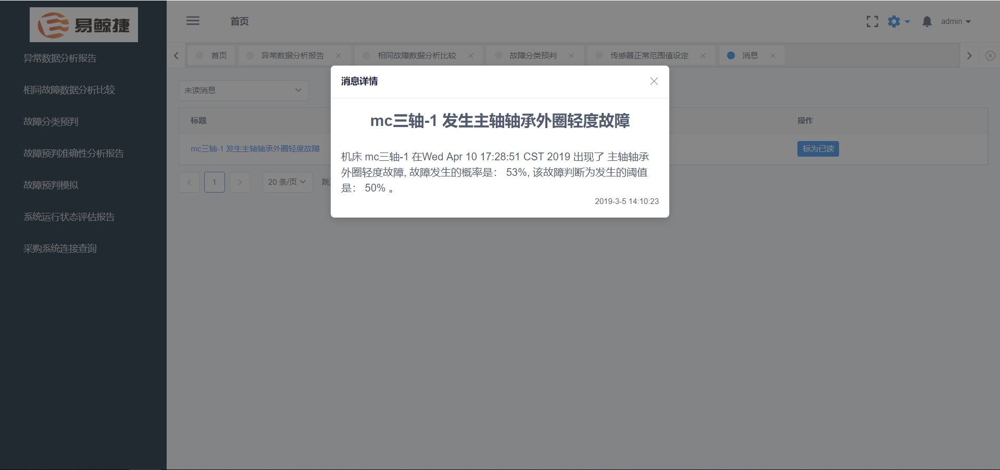 易鲸捷
首页
admin
异常数据分析报告
相同故障数据分析比较
故障分类预判
故障预判准确性分析报告
故障预判模拟
系统运行状态评估报告
采购系统连接查询
首页
异常数据分析报告
相同故障数据分析比较
故障分类预判
传感器正常范围值设定
消息
未读消息
标题
操作
mc三轴-1 发生主轴轴承外圈轻度故障
标为已读
1
20 条/页
跳
消息详情
mc三轴-1 发生主轴轴承外圈轻度故障
机床 mc三轴-1 在Wed Apr 10 17:28:51 CST 2019 出现了 主轴轴承
外圈轻度故障, 故障发生的概率是： 53%, 该故障判断为发生的阈值
是： 50% 。
2019-3-5 14:10:23